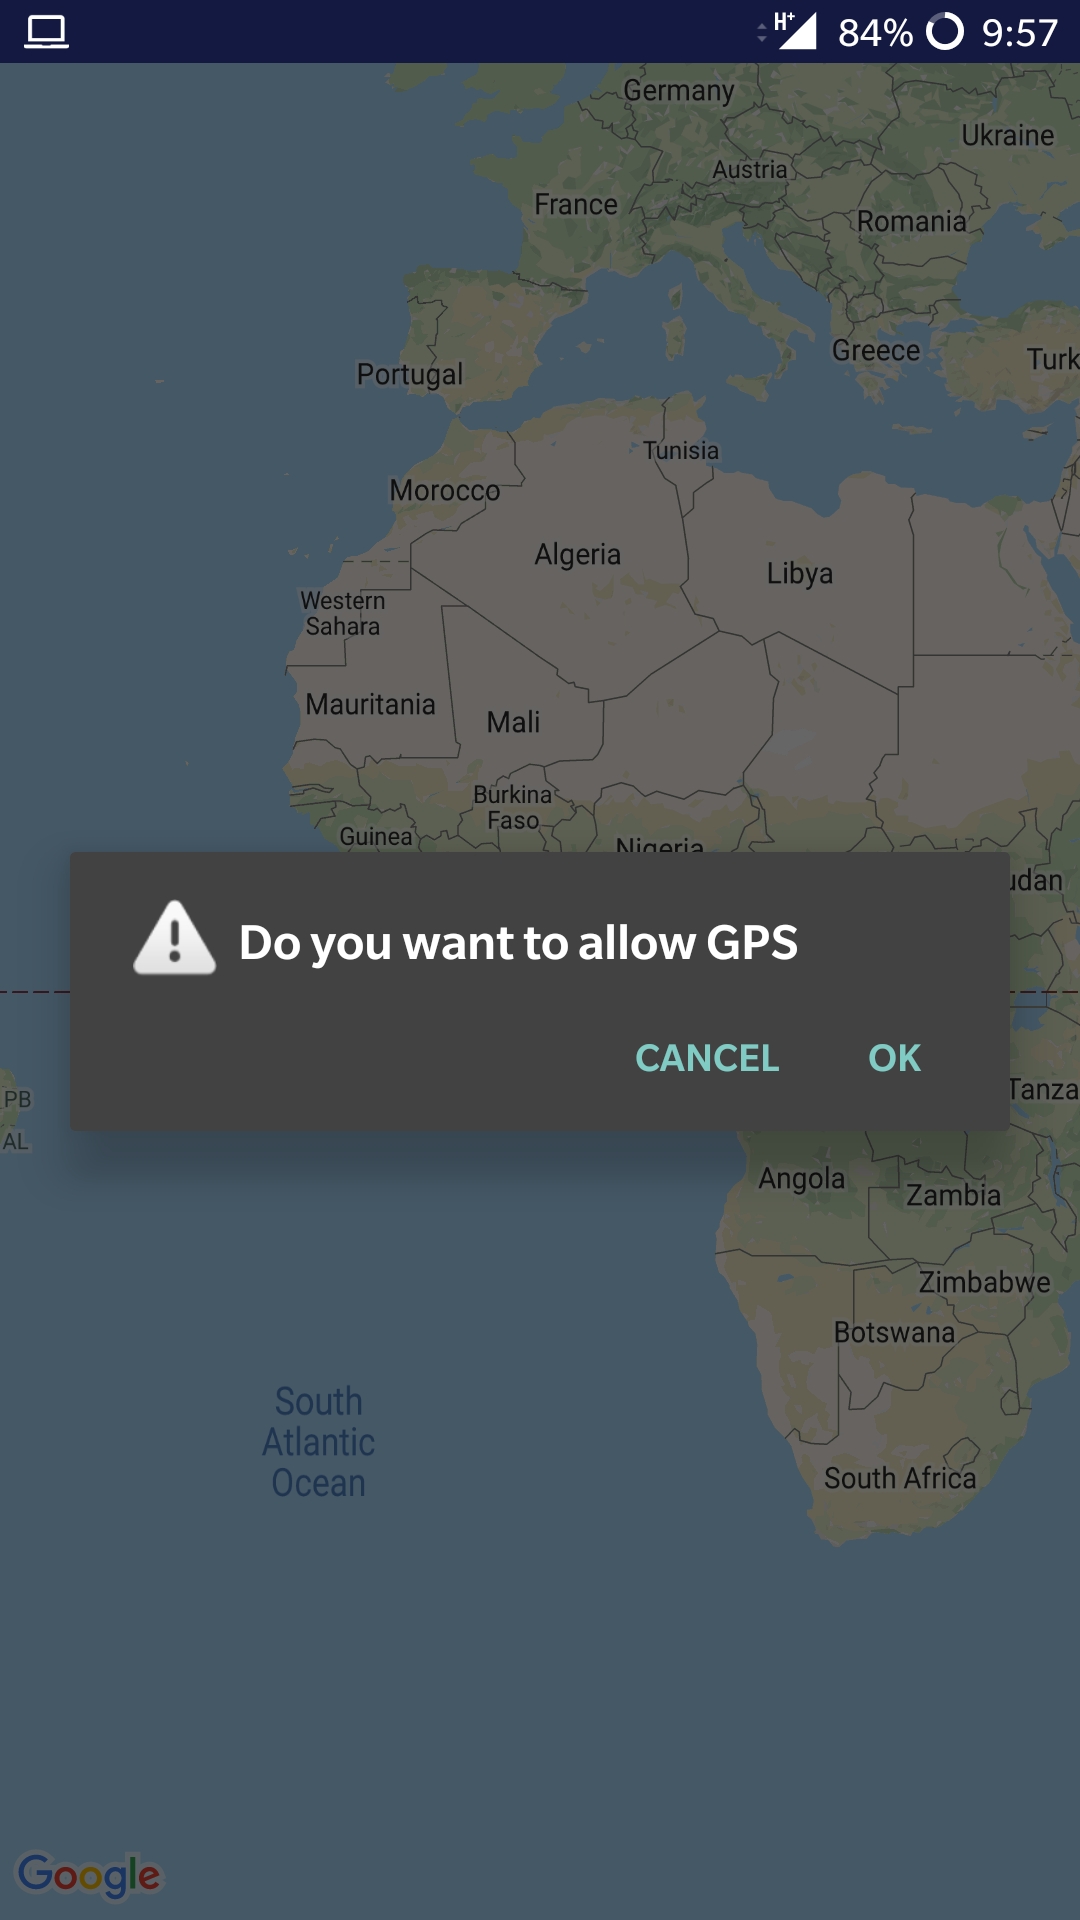 H+ 84% 9:57
Germany
Ukraine
Austria
France
Romania
Greece
Turk
Portugal
Tunisia
Morocco
Algeria
Libya
Western
Sahara
Mauritania
Mali
Burkina
Faso
Guinea
Nigeria
udan
Do you want to allow GPS
CANCEL OK
Tanza
PB
AL
Angola
Zambia
Zimbabwe
Botswana
South
Atlantic
Ocean
South Africa
Google